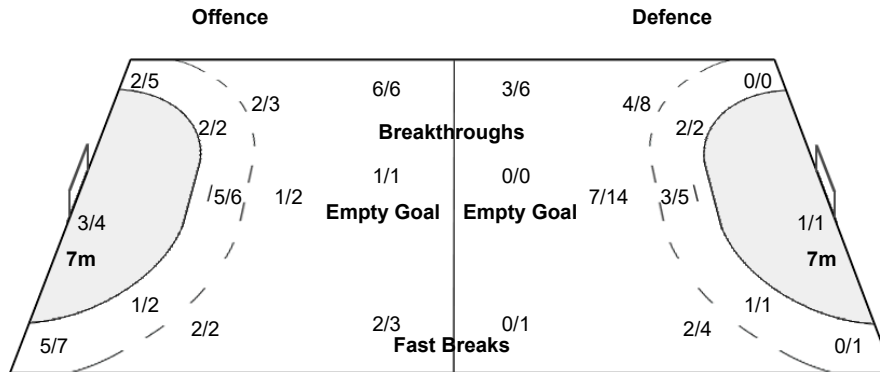 Offence Defence
2/5 6/6 3/6 0/0
2/3 4/8
2/2 Breakthroughs 2/2
1/1 0/0
5/6 1/2 7/14 3/5
Empty Goal Empty Goal
3/4 1/1
7m 7m
1/2 1/1
2/2 2/3 0/1 2/4
5/7 Fast Breaks 0/1